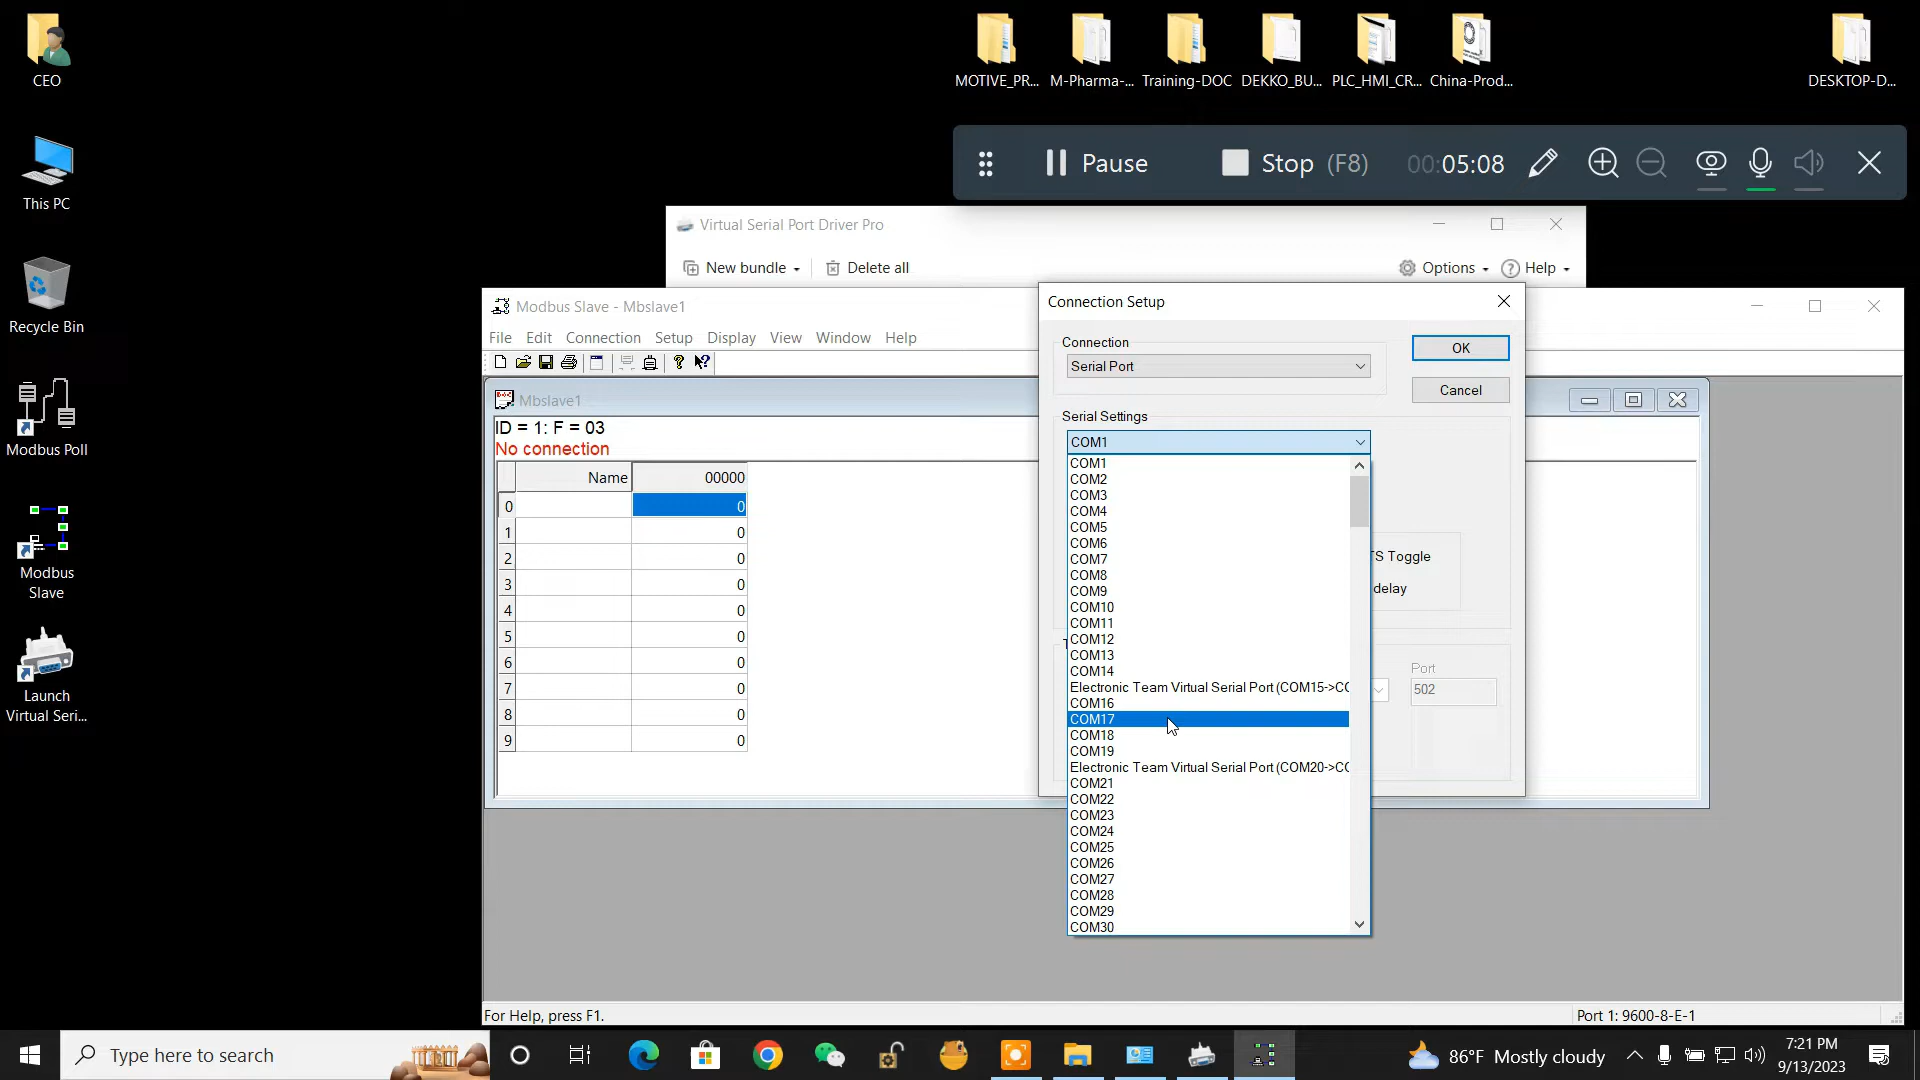 CEO
This PC
Recycle Bin
Modbus Poll
Modbus
Slave
Launch
Virtual Seri...
MOTIVE_PR...
M-Pharma-...
Training-DOC
DEKKO_BU...
PLC_HMI_CR...
China-Prod...
DESKTOP-D...
Pause
Stop (F8)
00:05:08
Virtual Serial Port Driver Pro
New bundle
Delete all
Options
Help
Modbus Slave - Mbslave1
File Edit Connection Setup Display View Window Help
Mbslave1
ID = 1: F = 03
No connection
Name 00000
0 0
1 0
2 0
3 0
4 0
5 0
6 0
7 0
8 0
9 0
Connection Setup
Connection
Serial Port
OK
Cancel
Serial Settings
COM1
COM1
COM2
COM3
COM4
COM5
COM6
COM7
COM8
COM9
COM10
COM11
COM12
COM13
COM14
Electronic Team Virtual Serial Port (COM15->CO
COM16
COM17
COM18
COM19
Electronic Team Virtual Serial Port (COM20->CO
COM21
COM22
COM23
COM24
COM25
COM26
COM27
COM28
COM29
COM30
TS Toggle
delay
Port
502
For Help, press F1.
Port 1: 9600-8-E-1
Type here to search
86°F Mostly cloudy
7:21 PM
9/13/2023